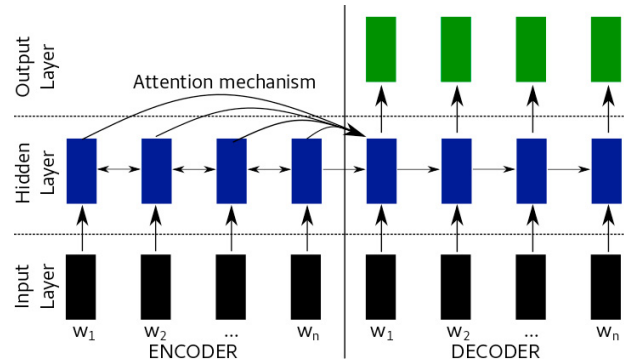 Output
Layer
Attention mechanism
Hidden
Layer
Input
Layer
w1 w2 ... wn w1 w2 ... wn
ENCODER DECODER